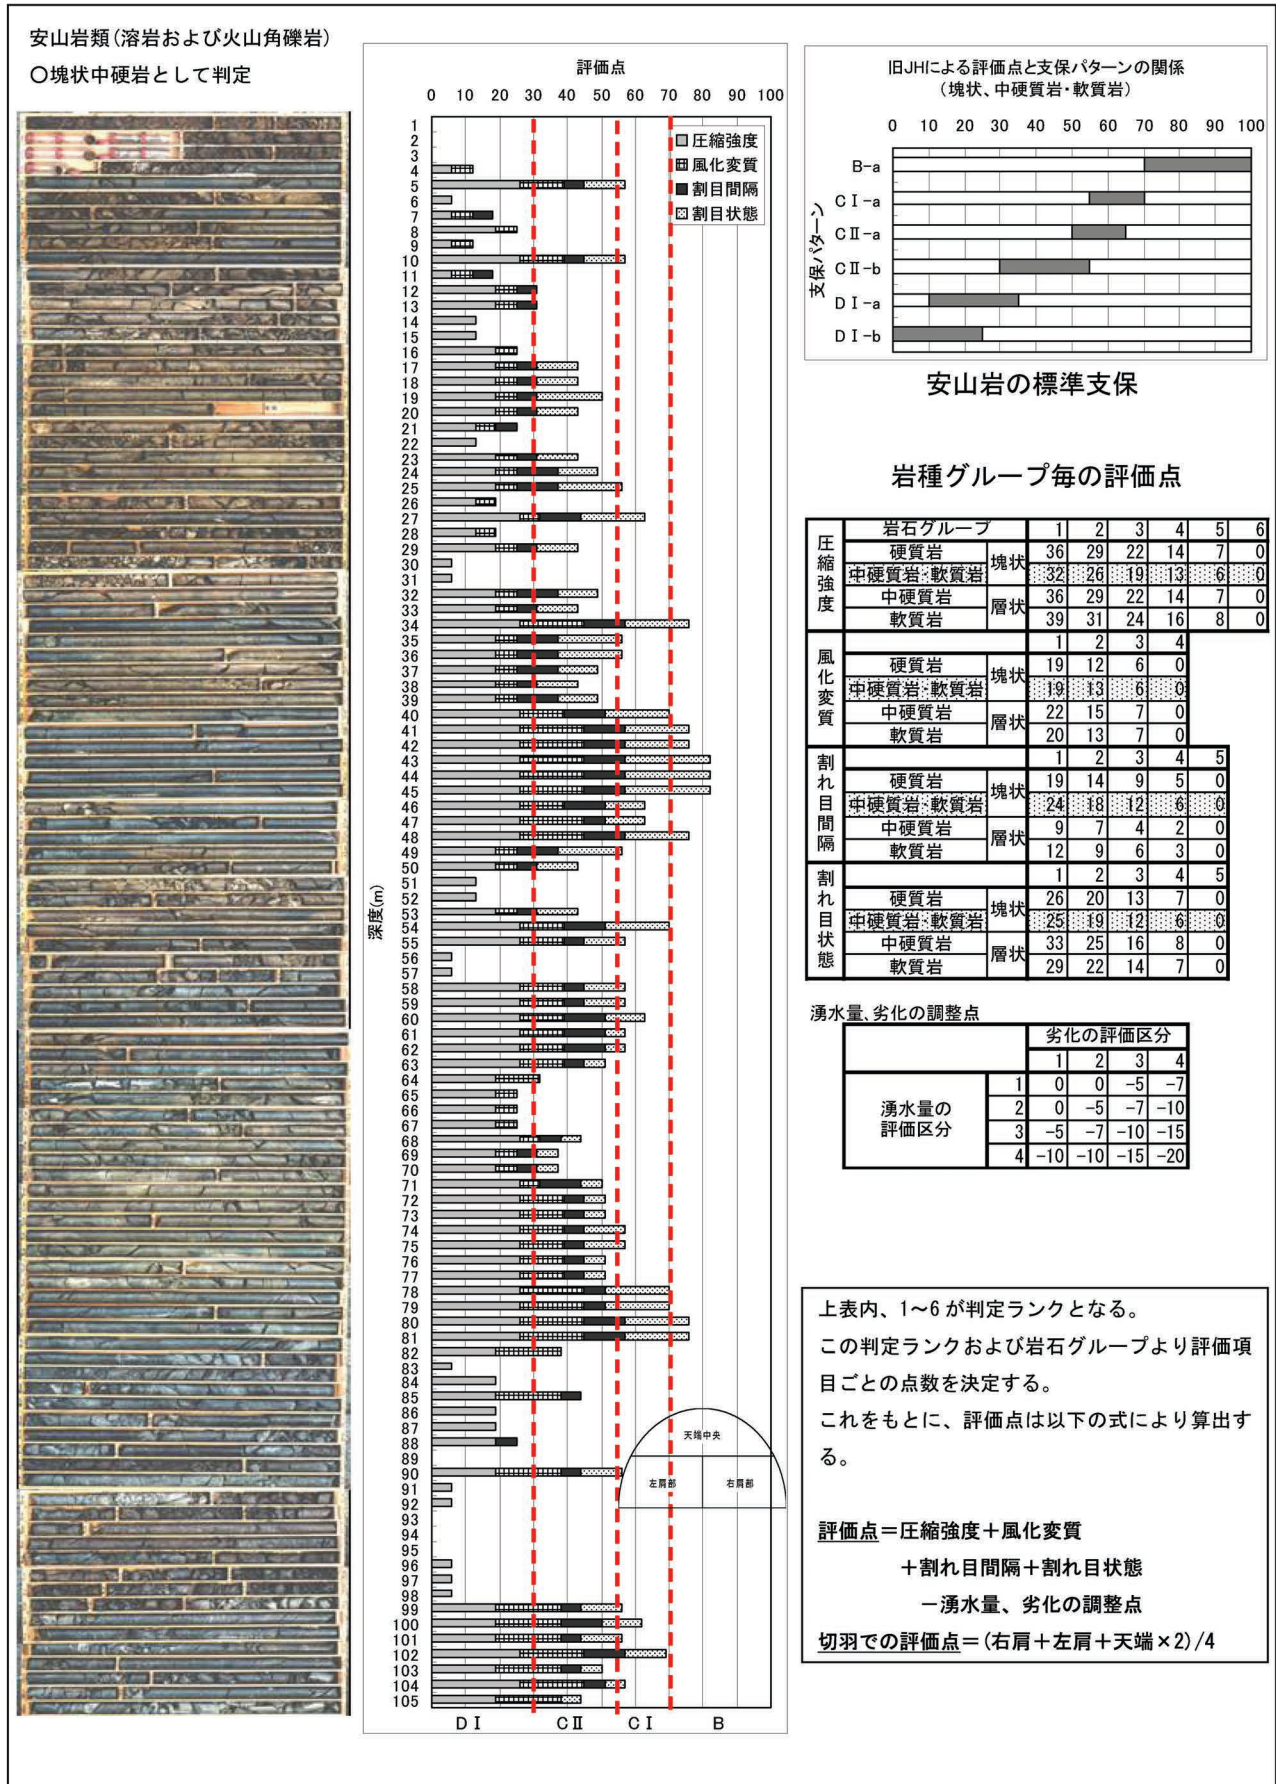 安山岩類(溶岩および火山角礫岩)
〇塊状中硬岩として判定
評価点
0 10 20 30 40 50 60 70 80 90 100
圧縮強度
風化変質
割目間隔
割目状態
深度(m)
1
2
3
4
5
6
7
8
9
10
11
12
13
14
15
16
17
18
19
20
21
22
23
24
25
26
27
28
29
30
31
32
33
34
35
36
37
38
39
40
41
42
43
44
45
46
47
48
49
50
51
52
53
54
55
56
57
58
59
60
61
62
63
64
65
66
67
68
69
70
71
72
73
74
75
76
77
78
79
80
81
82
83
84
85
86
87
88
89
90
91
92
93
94
95
96
97
98
99
100
101
102
103
104
105
天端中央
左肩部 右肩部
DⅠ CⅡ CⅠ B
旧JHによる評価点と支保パターンの関係
(塊状、中硬質岩・軟質岩)
0 10 20 30 40 50 60 70 80 90 100
支保パターン
B-a
CⅠ-a
CⅡ-a
CⅡ-b
DⅠ-a
DⅠ-b
安山岩の標準支保
岩種グループ毎の評価点
圧縮強度
岩石グループ 1 2 3 4 5 6
硬質岩 塊状 36 29 22 14 7 0
中硬質岩・軟質岩 32 26 19 13 6 0
中硬質岩 層状 36 29 22 14 7 0
軟質岩 39 31 24 16 8 0
風化変質
1 2 3 4
硬質岩 塊状 19 12 6 0
中硬質岩・軟質岩 19 13 6 0
中硬質岩 層状 22 15 7 0
軟質岩 20 13 7 0
割れ目間隔
1 2 3 4 5
硬質岩 塊状 19 14 9 5 0
中硬質岩・軟質岩 24 18 12 6 0
中硬質岩 層状 9 7 4 2 0
軟質岩 12 9 6 3 0
割れ目状態
1 2 3 4 5
硬質岩 塊状 26 20 13 7 0
中硬質岩・軟質岩 25 19 12 6 0
中硬質岩 層状 33 25 16 8 0
軟質岩 29 22 14 7 0
湧水量、劣化の調整点
劣化の評価区分
1 2 3 4
湧水量の
評価区分
1 0 0 -5 -7
2 0 -5 -7 -10
3 -5 -7 -10 -15
4 -10 -10 -15 -20
上表内、1～6が判定ランクとなる。
この判定ランクおよび岩石グループより評価項
目ごとの点数を決定する。
これをもとに、評価点は以下の式により算出す
る。
評価点＝圧縮強度＋風化変質
＋割れ目間隔＋割れ目状態
－湧水量、劣化の調整点
切羽での評価点＝(右肩＋左肩＋天端×2)/4